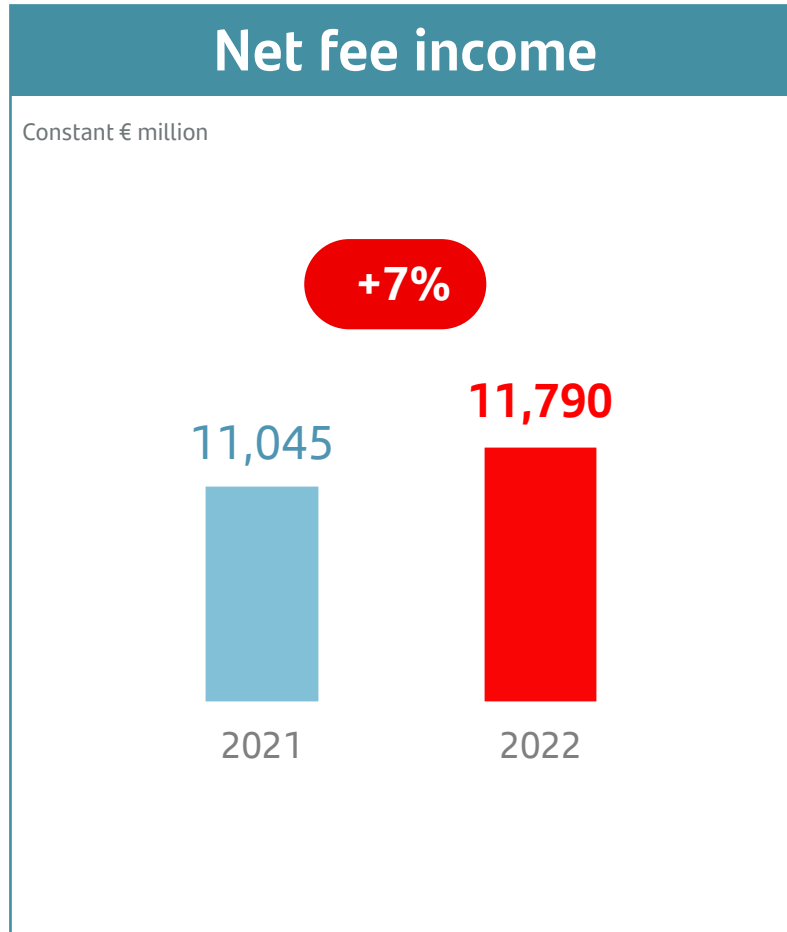 Net fee income
Constant € million
+7%
11,790
11,045
2021
2022